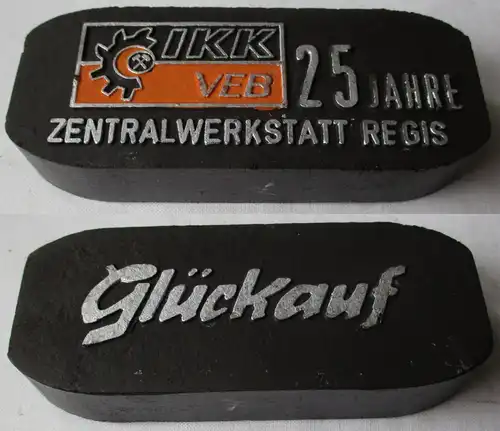 IKK
VEB
25 JAHRE
ZENTRALWERKSTATT REGIS
Glückauf